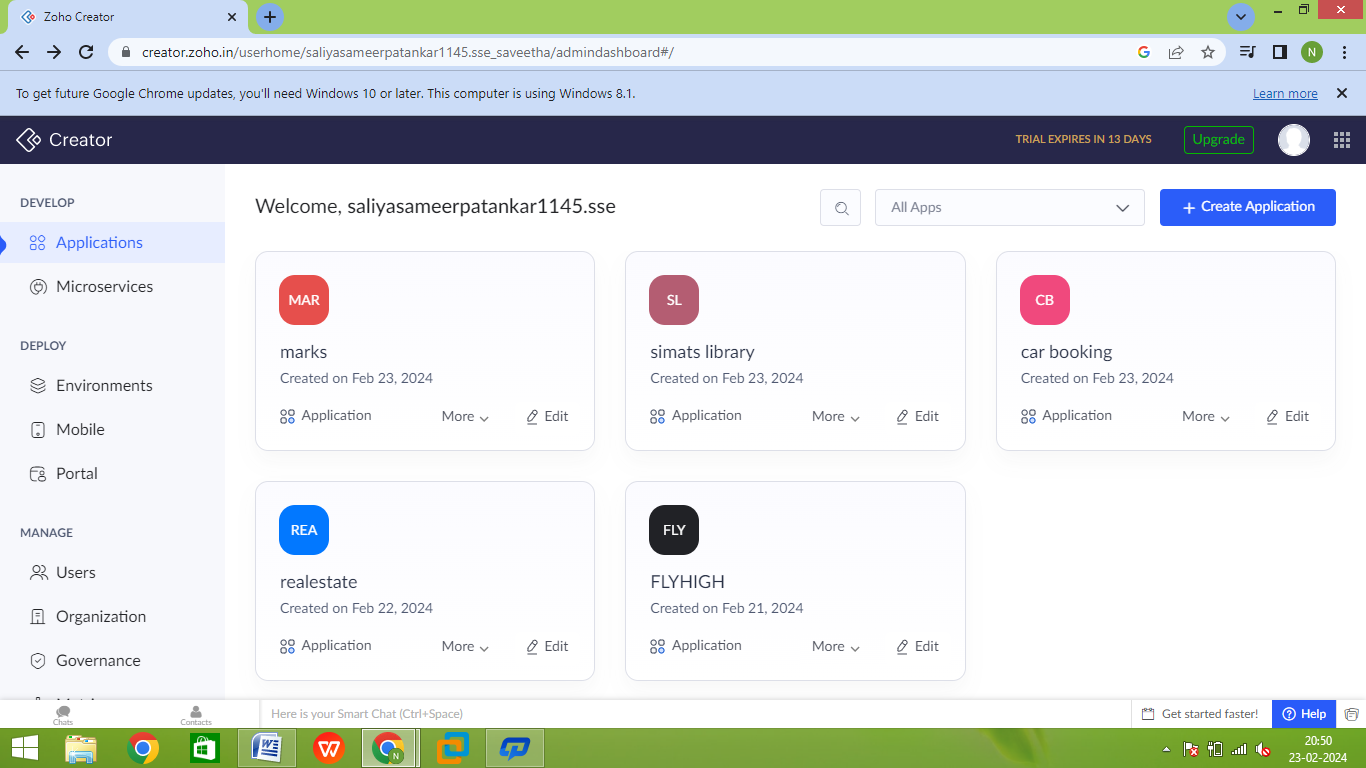 Zoho Creator
creator.zoho.in/userhome/saliyasameerpatankar1145.sse_saveetha/admindashboard#/
N
To get future Google Chrome updates, you'll need Windows 10 or later. This computer is using Windows 8.1.
Learn more
Creator
TRIAL EXPIRES IN 13 DAYS
Upgrade
DEVELOP
Applications
Microservices
DEPLOY
Environments
Mobile
Portal
MANAGE
Users
Organization
Governance
Welcome, saliyasameerpatankar1145.sse
All Apps
+ Create Application
MAR
marks
Created on Feb 23, 2024
Application More Edit
SL
simats library
Created on Feb 23, 2024
Application More Edit
CB
car booking
Created on Feb 23, 2024
Application More Edit
REA
realestate
Created on Feb 22, 2024
Application More Edit
FLY
FLYHIGH
Created on Feb 21, 2024
Application More Edit
Chats
Contacts
Here is your Smart Chat (Ctrl+Space)
Get started faster!
Help
N
20:50
23-02-2024